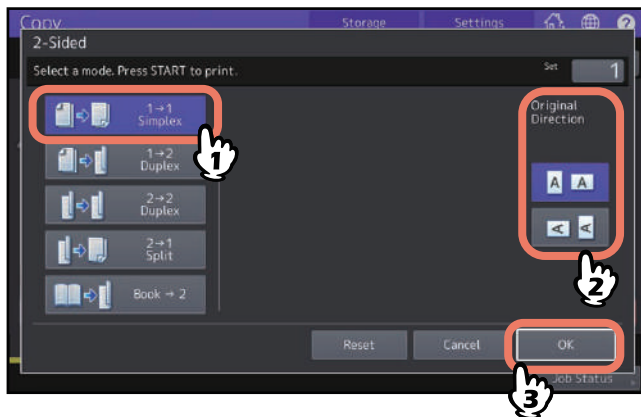 Copy
Storage
Settings
2-Sided
Select a mode. Press START to print.
Set
1
1→1
Simplex
1
1→2
Duplex
2→2
Duplex
2→1
Split
Book → 2
Original
Direction
A A
A A
2
Reset
Cancel
OK
3
Job Status